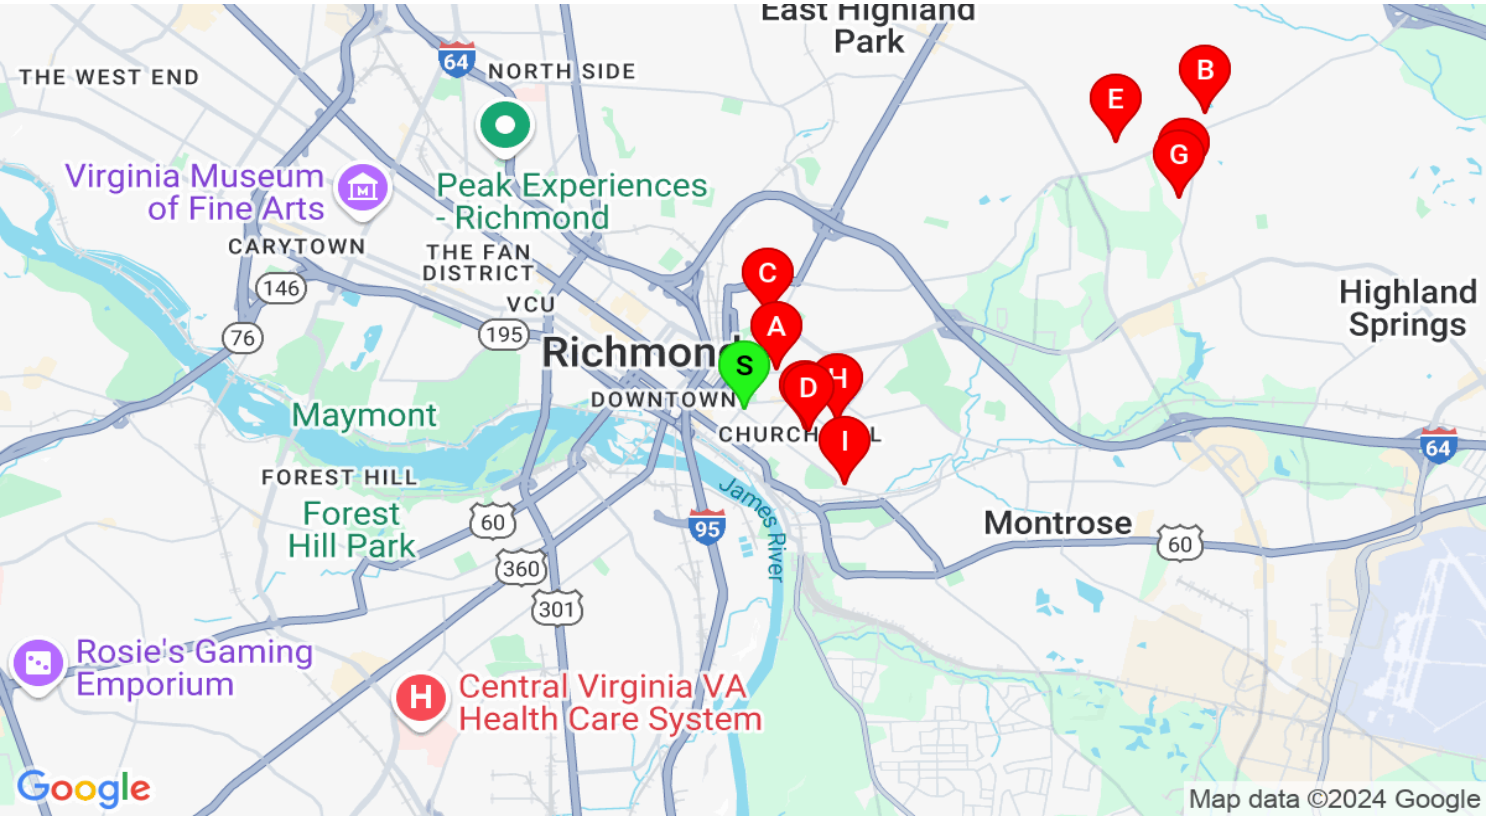 East Highland
Park
64
NORTH SIDE
THE WEST END
B
E
G
Virginia Museum
of Fine Arts
Peak Experiences
- Richmond
CARYTOWN
THE FAN
DISTRICT
146
VCU
C
Highland
Springs
76
195
A
Richmond
S
DOWNTOWN
D
H
CHURCH
L
I
Maymont
64
FOREST HILL
Forest
Hill Park
60
95
James River
Montrose
60
360
301
Rosie's Gaming
Emporium
H
Central Virginia VA
Health Care System
Google
Map data ©2024 Google